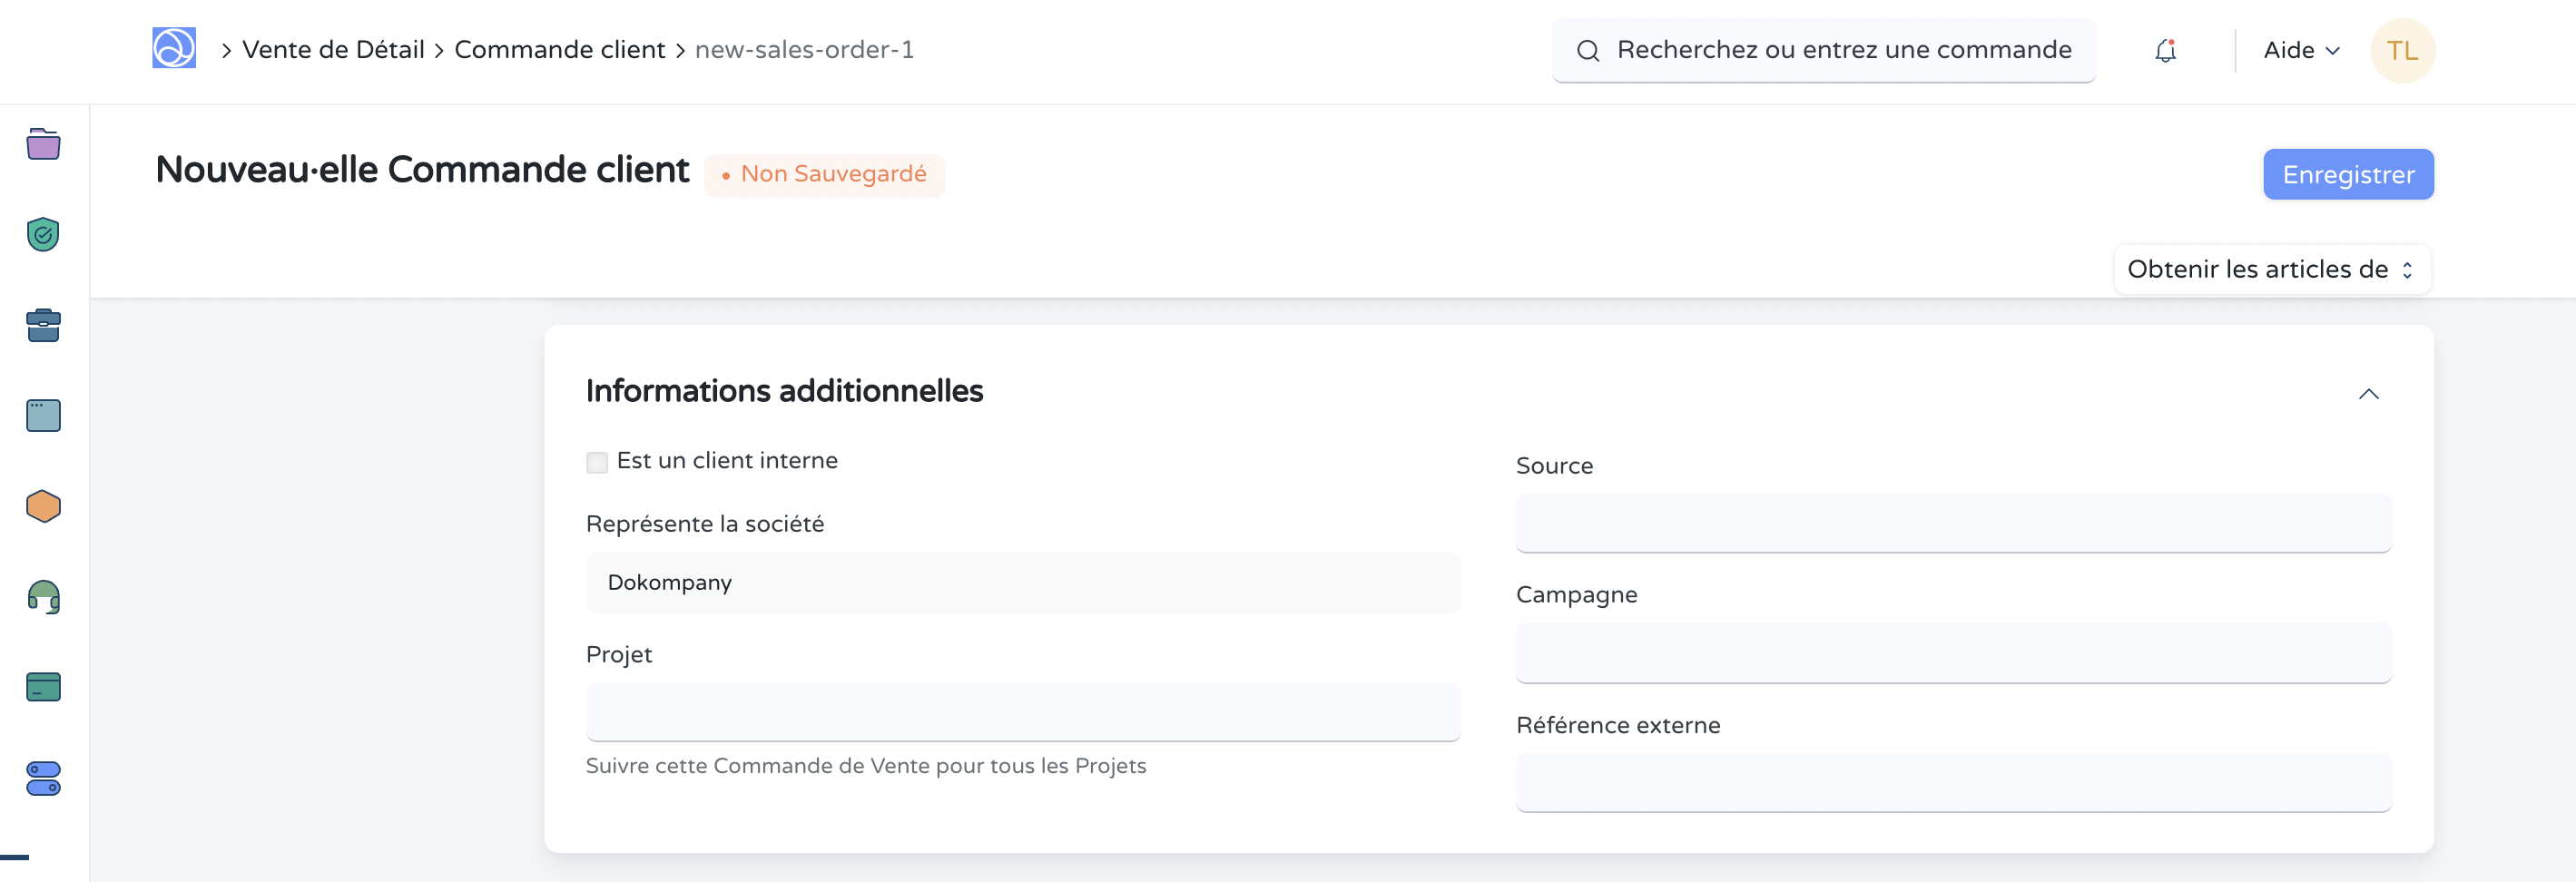 Vente de Détail
Commande client
new-sales-order-1
Recherchez ou entrez une commande
Aide
TL
Nouveau·elle Commande client
Non Sauvegardé
Enregistrer
Obtenir les articles de
Informations additionnelles
Est un client interne
Représente la société
Dokompany
Projet
Suivre cette Commande de Vente pour tous les Projets
Source
Campagne
Référence externe